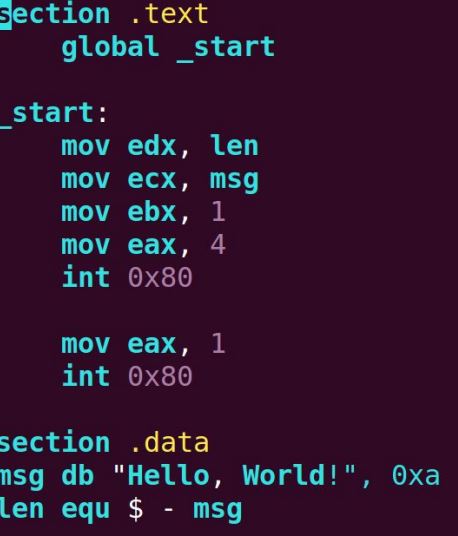 section .text
    global _start

_start:
    mov edx, len
    mov ecx, msg
    mov ebx, 1
    mov eax, 4
    int 0x80

    mov eax, 1
    int 0x80

section .data
msg db "Hello, World!", 0xa
len equ $ - msg